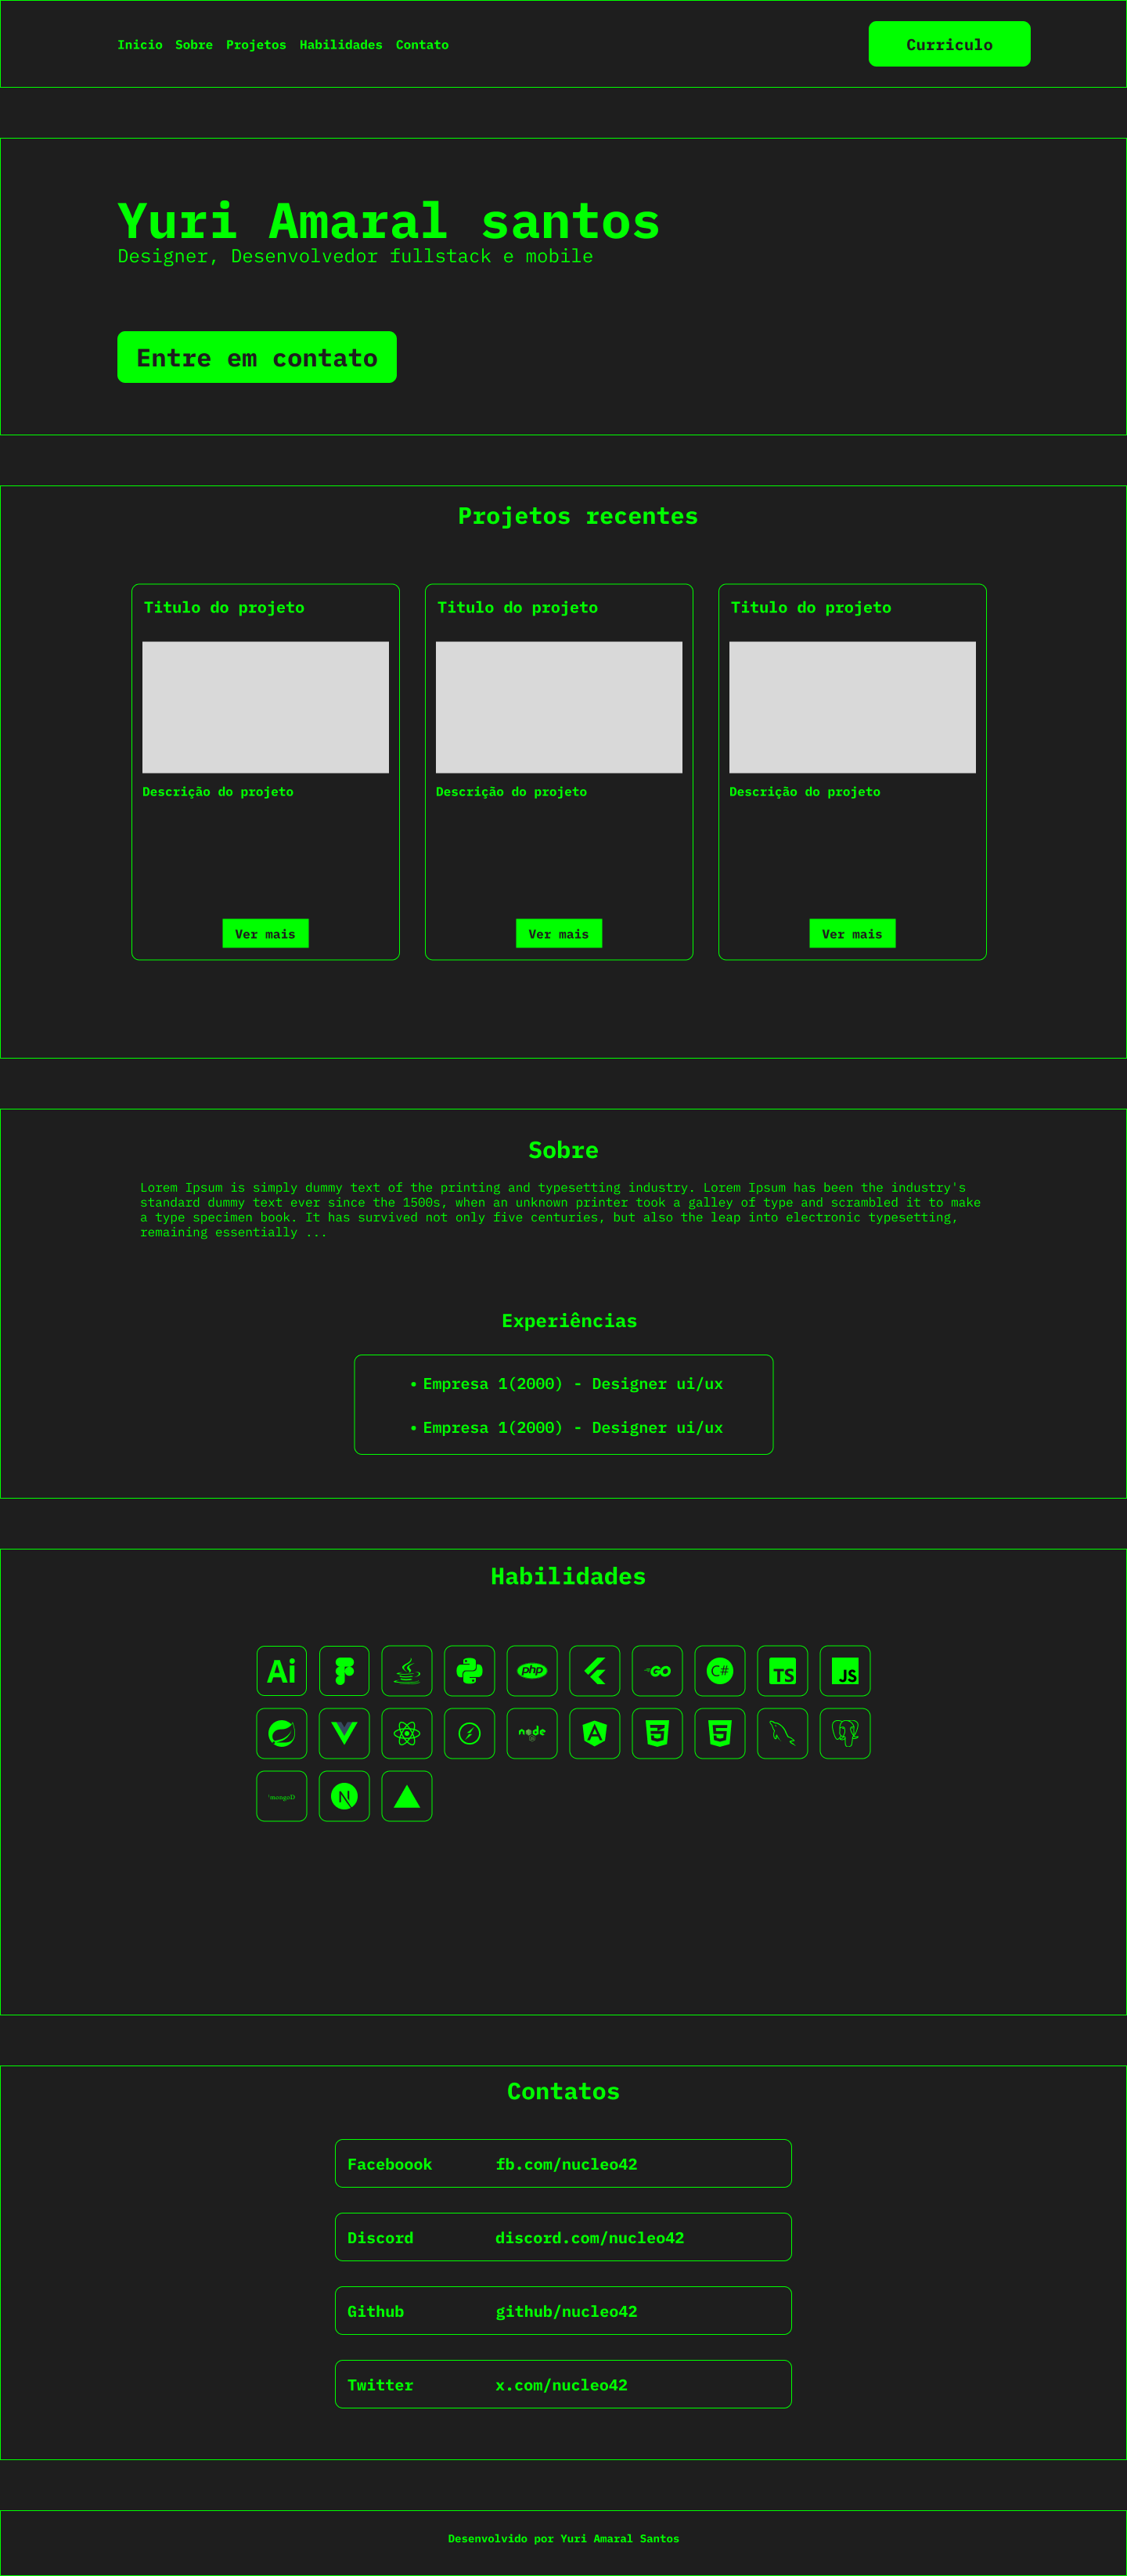 Inicio Sobre Projetos Habilidades Contato
Curriculo
Yuri Amaral santos
Designer, Desenvolvedor fullstack e mobile
Entre em contato
Projetos recentes
Titulo do projeto
Titulo do projeto
Titulo do projeto
Descrição do projeto
Descrição do projeto
Descrição do projeto
Ver mais
Ver mais
Ver mais
Sobre
Lorem Ipsum is simply dummy text of the printing and typesetting industry. Lorem Ipsum has been the industry's
standard dummy text ever since the 1500s, when an unknown printer took a galley of type and scrambled it to make
a type specimen book. It has survived not only five centuries, but also the leap into electronic typesetting,
remaining essentially ...
Experiências
• Empresa 1(2000) - Designer ui/ux
• Empresa 1(2000) - Designer ui/ux
Habilidades
Ai
php
GO
C#
TS
JS
node
A
3
5
mongoD
N
Contatos
Faceboook fb.com/nucleo42
Discord discord.com/nucleo42
Github github/nucleo42
Twitter x.com/nucleo42
Desenvolvido por Yuri Amaral Santos